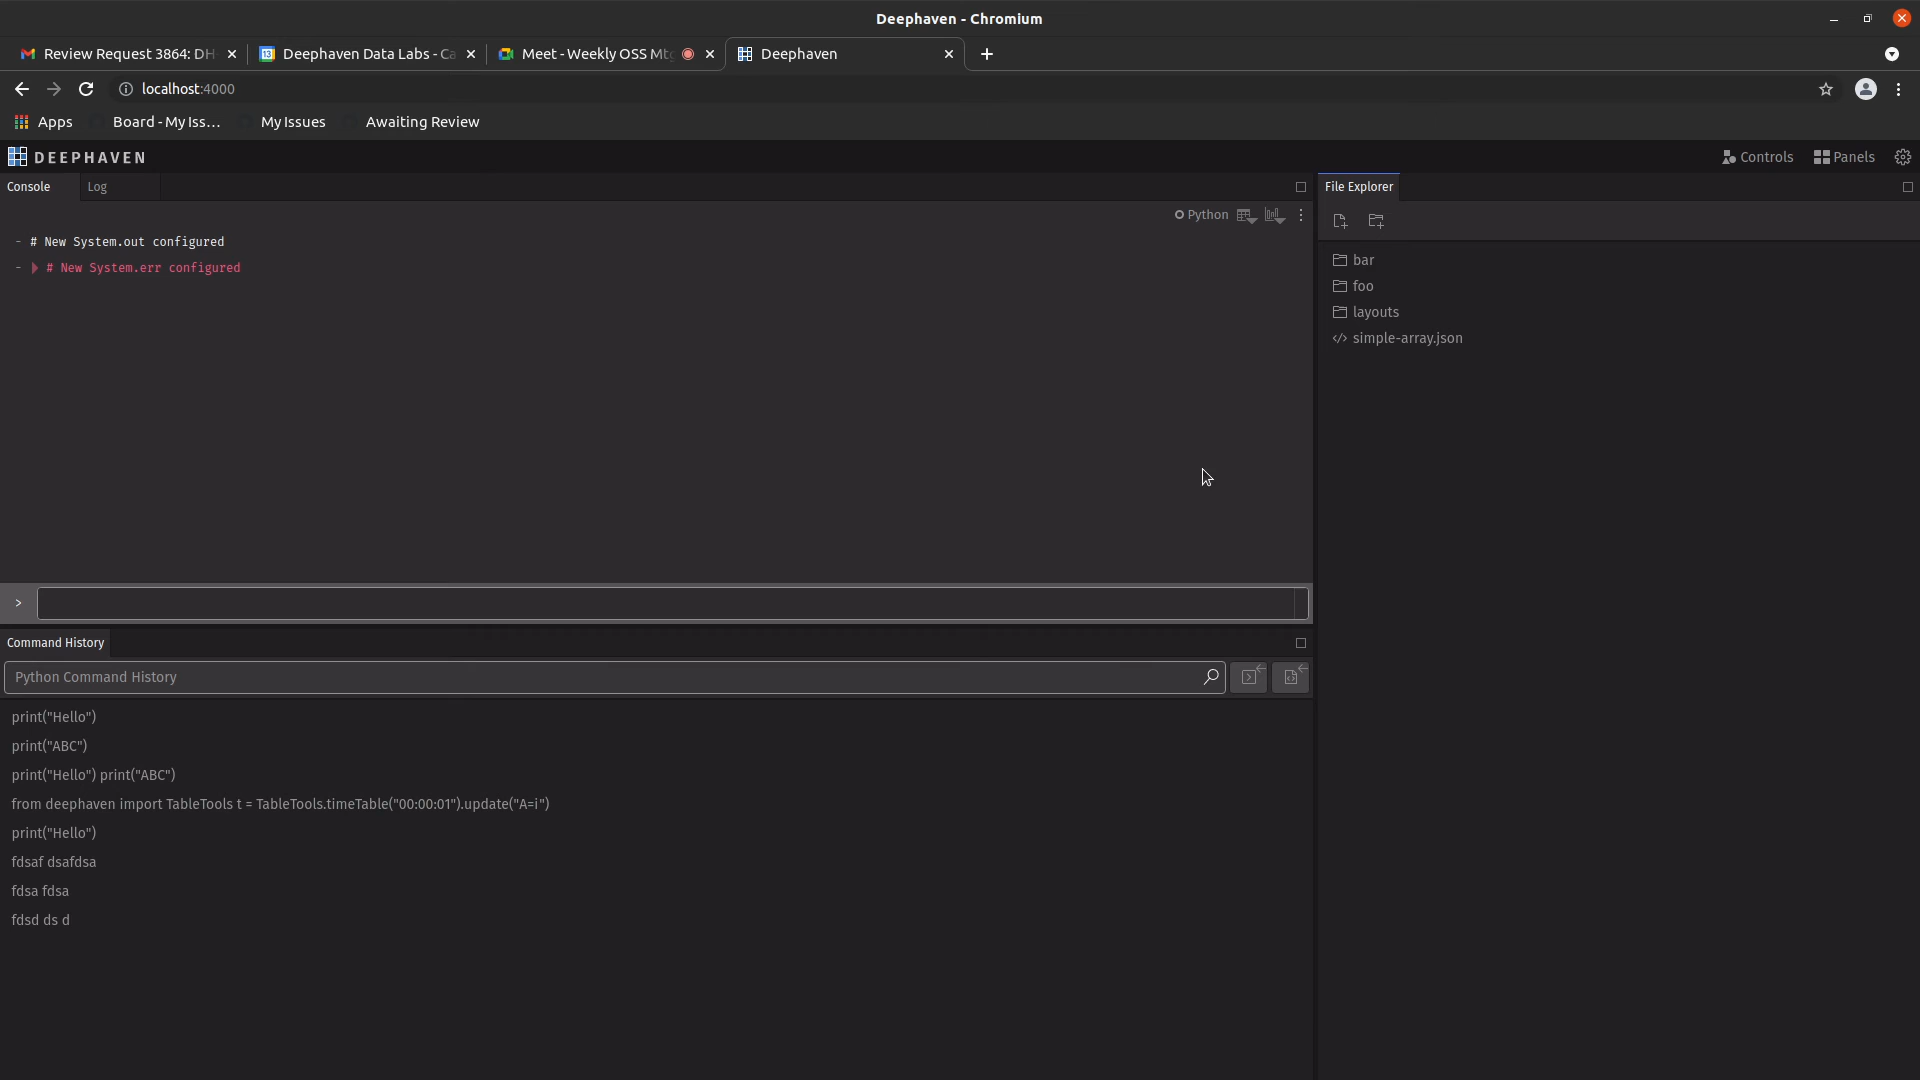 Deephaven - Chromium
Review Request 3864: DH
Deephaven Data Labs - Ca
Meet - Weekly OSS Mtg
Deephaven
localhost:4000
Apps
Board - My Iss...
My Issues
Awaiting Review
DEEPHAVEN
Controls
Panels
Console
Log
File Explorer
Python
- # New System.out configured
- # New System.err configured
bar
foo
layouts
</> simple-array.json
>
Command History
Python Command History
print("Hello")
print("ABC")
print("Hello") print("ABC")
from deephaven import TableTools t = TableTools.timeTable("00:00:01").update("A=i")
print("Hello")
fdsaf dsafdsa
fdsa fdsa
fdsd ds d